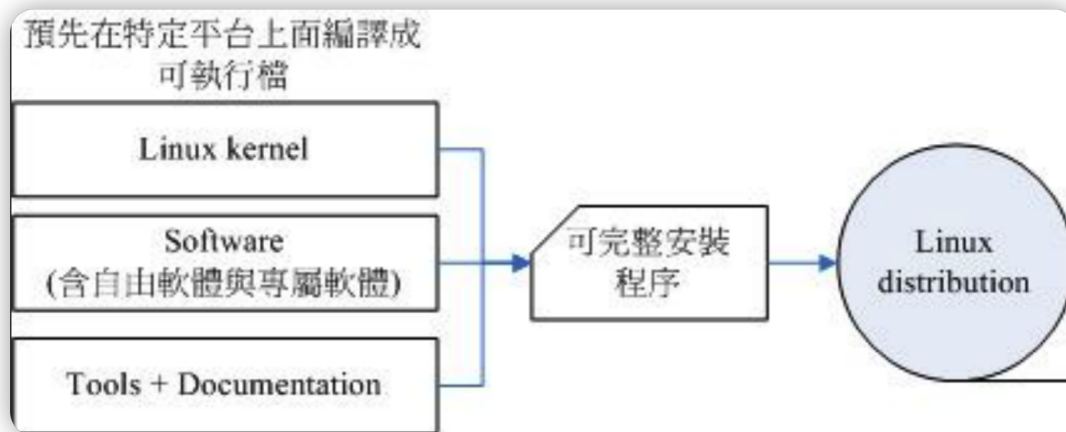 預先在特定平台上面編譯成
可執行檔
Linux kernel
Software
(含自由軟體與專屬軟體)
Tools + Documentation
可完整安裝
程序
Linux
distribution